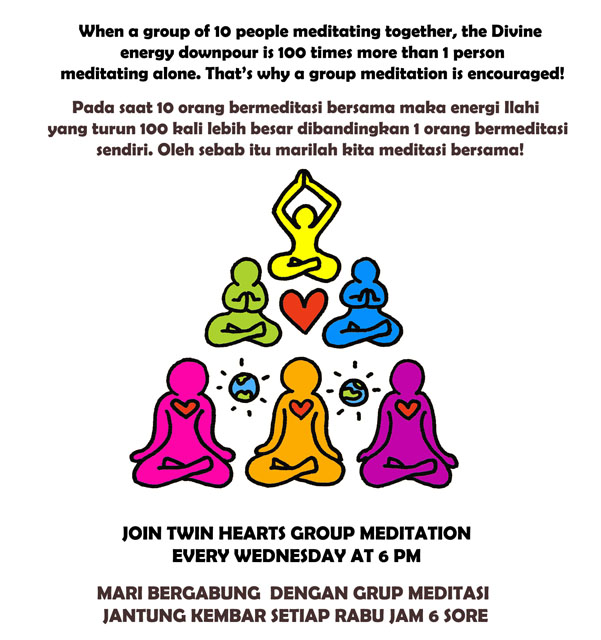 When a group of 10 people meditating together, the Divine
energy downpour is 100 times more than 1 person
meditating alone. That's why a group meditation is encouraged!
Pada saat 10 orang bermeditasi bersama maka energi Ilahi
yang turun 100 kali lebih besar dibandingkan 1 orang bermeditasi
sendiri. Oleh sebab itu marilah kita meditasi bersama!
JOIN TWIN HEARTS GROUP MEDITATION
EVERY WEDNESDAY AT 6 PM
MARI BERGABUNG DENGAN GRUP MEDITASI
JANTUNG KEMBAR SETIAP RABU JAM 6 SORE